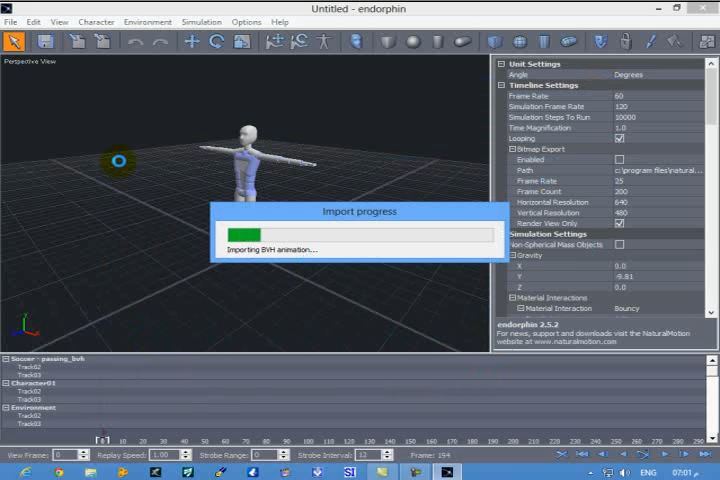 Untitled - endorphin
File Edit View Character Environment Simulation Options Help
Perspective View
Unit Settings
Angle Degrees
Timeline Settings
Frame Rate 60
Simulation Frame Rate 120
Simulation Steps To Run 10000
Time Magnification 1.0
Looping
Bitmap Export
Enabled
Path c:\program files\natural...
Frame Rate 25
Frame Count 200
Horizontal Resolution 640
Vertical Resolution 480
Render View Only
Simulation Settings
Non-Spherical Mass Objects
Gravity
X 0.0
Y -9.81
Z 0.0
Material Interactions
Material Interaction Bouncy
endorphin 2.5.2
For news, support and downloads visit the NaturalMotion
website at www.naturalmotion.com
Import progress
Importing BVH animation...
Y
X
Z
Soccer - passing_bvh
Track02
Track03
Character01
Track02
Track03
Environment
Track02
Track03
0 10 20 30 40 50 60 70 80 90 100 110 120 130 140 150 160 170 180 190 200 210 220 230 240 250 260 270 280 290
View Frame: 0 Replay Speed: 1.00 Strobe Range: 0 Strobe Interval: 12 Frame: 194
SI
ENG
07:01 م